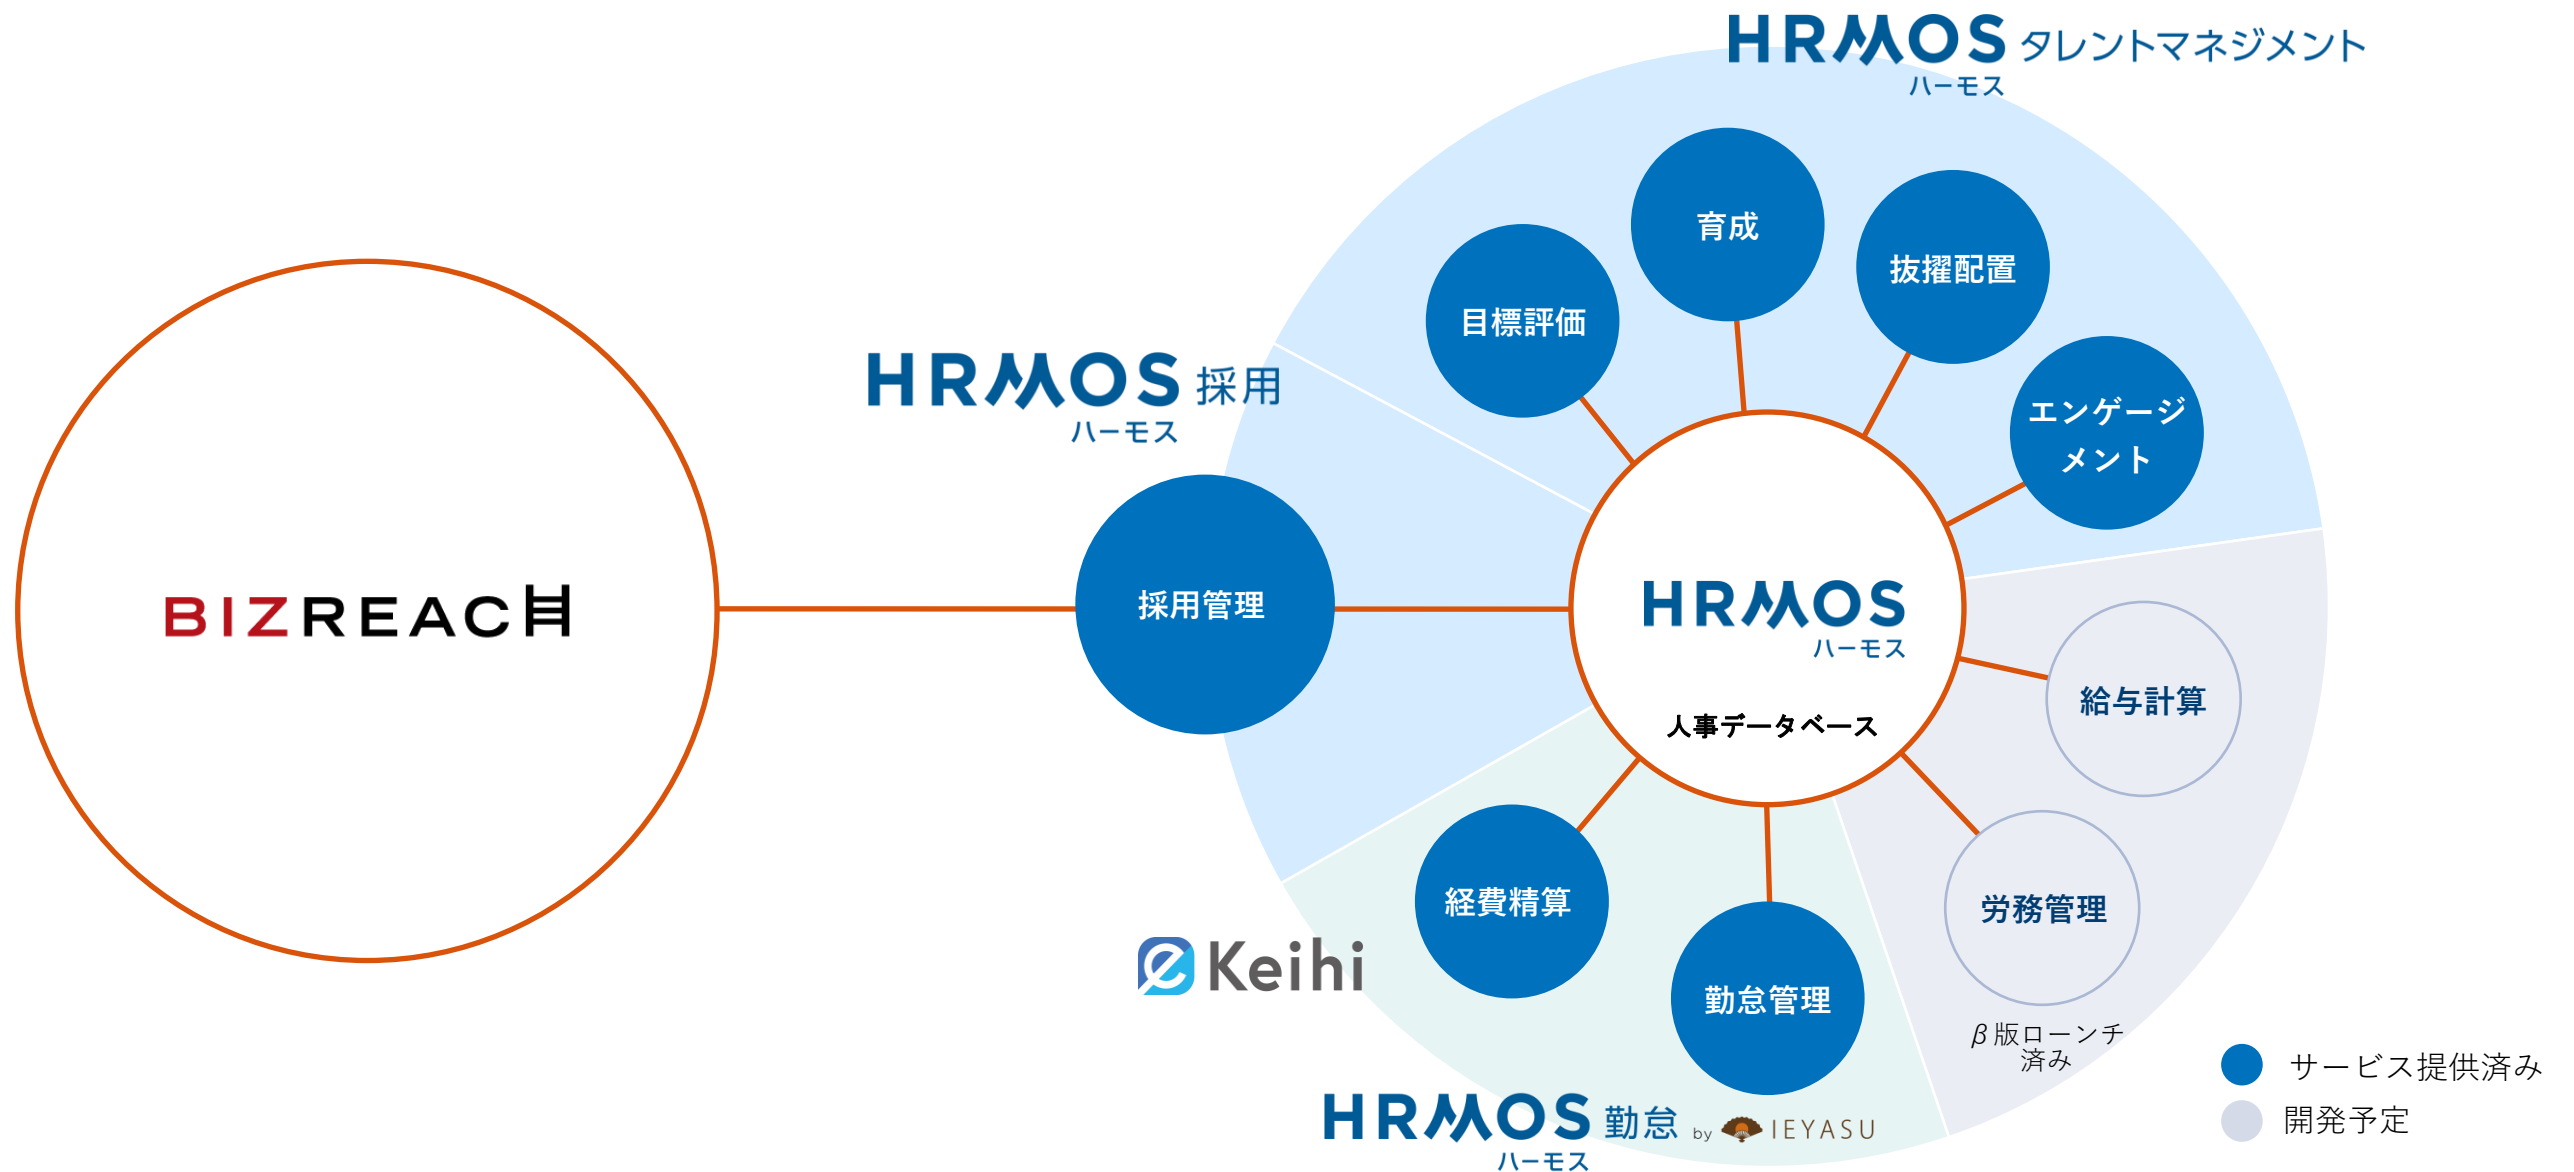 HRMOS タレントマネジメント
ハーモス
育成
抜擢配置
目標評価
エンゲージ
メント
HRMOS 採用
ハーモス
BIZREACH
採用管理
HRMOS
ハーモス
人事データベース
給与計算
労務管理
β版ローンチ
済み
経費精算
勤怠管理
Keihi
HRMOS 勤怠 by IEYASU
ハーモス
サービス提供済み
開発予定